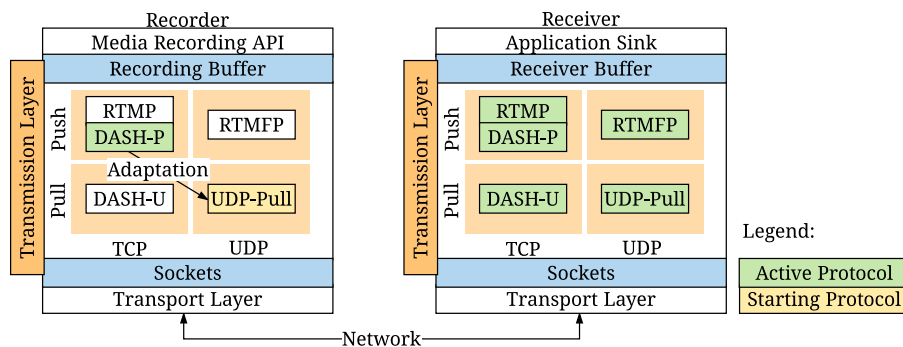 Recorder
Media Recording API
Recording Buffer
Transmission Layer
Push
RTMP
DASH-P
RTMFP
Adaptation
Pull
DASH-U
UDP-Pull
TCP
UDP
Sockets
Transport Layer
Receiver
Application Sink
Receiver Buffer
Transmission Layer
Push
RTMP
DASH-P
RTMFP
Pull
DASH-U
UDP-Pull
TCP
UDP
Sockets
Transport Layer
Network
Legend:
Active Protocol
Starting Protocol